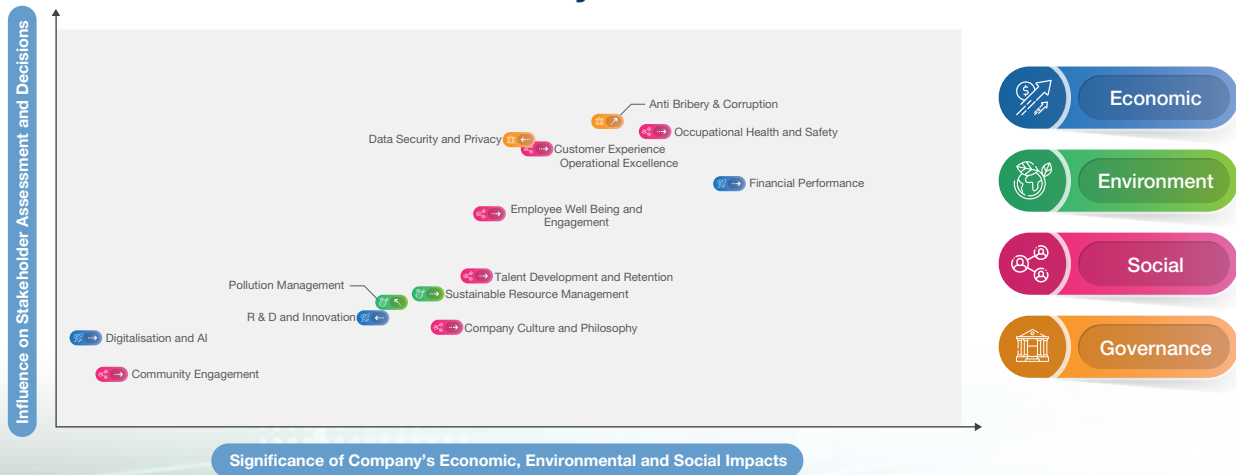 Influence on Stakeholder Assessment and Decisions
Anti Bribery & Corruption
Data Security and Privacy
Occupational Health and Safety
Customer Experience
Operational Excellence
Financial Performance
Employee Well Being and
Engagement
Talent Development and Retention
Pollution Management
Sustainable Resource Management
R & D and Innovation
Company Culture and Philosophy
Digitalisation and AI
Community Engagement
Significance of Company's Economic, Environmental and Social Impacts
Economic
Environment
Social
Governance